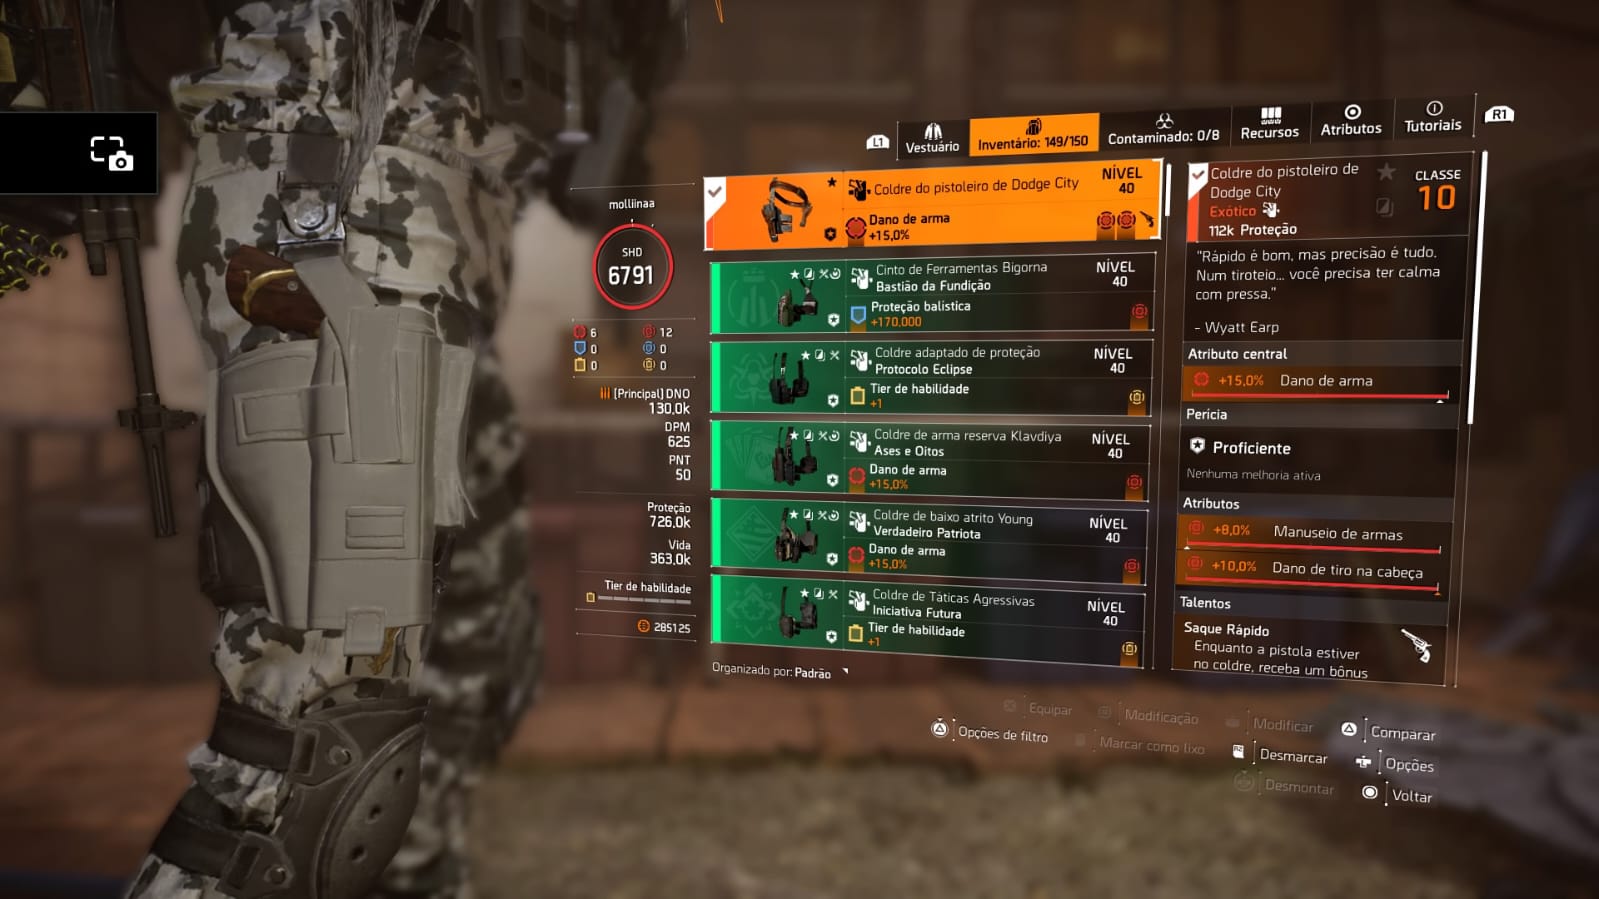 L1
Vestuário
Inventário: 149/150
Contaminado: 0/8
Recursos
Atributos
Tutoriais
R1
molliinaa
SHD
6791
6 12
0 0
0 0
[Principal] DNO
130,0k
DPM
625
PNT
50
Proteção
726,0k
Vida
363,0k
Tier de habilidade
285125
Coldre do pistoleiro de Dodge City
NÍVEL
40
Dano de arma
+15,0%
Cinto de Ferramentas Bigorna
Bastião da Fundição
NÍVEL
40
Proteção balística
+170.000
Coldre adaptado de proteção
Protocolo Eclipse
NÍVEL
40
Tier de habilidade
+1
Coldre de arma reserva Klavdiya
Ases e Oitos
NÍVEL
40
Dano de arma
+15,0%
Coldre de baixo atrito Young
Verdadeiro Patriota
NÍVEL
40
Dano de arma
+15,0%
Coldre de Táticas Agressivas
Iniciativa Futura
NÍVEL
40
Tier de habilidade
+1
Organizado por: Padrão
Coldre do pistoleiro de
Dodge City
Exótico
112k Proteção
CLASSE
10
"Rápido é bom, mas precisão é tudo.
Num tiroteio... você precisa ter calma
com pressa."
- Wyatt Earp
Atributo central
+15,0% Dano de arma
Perícia
Proficiente
Nenhuma melhoria ativa
Atributos
+8,0% Manuseio de armas
+10,0% Dano de tiro na cabeça
Talentos
Saque Rápido
Enquanto a pistola estiver
no coldre, receba um bônus
Equipar
Modificação
Modificar
Comparar
Opções de filtro
Marcar como lixo
R2
Desmarcar
Opções
Desmontar
Voltar